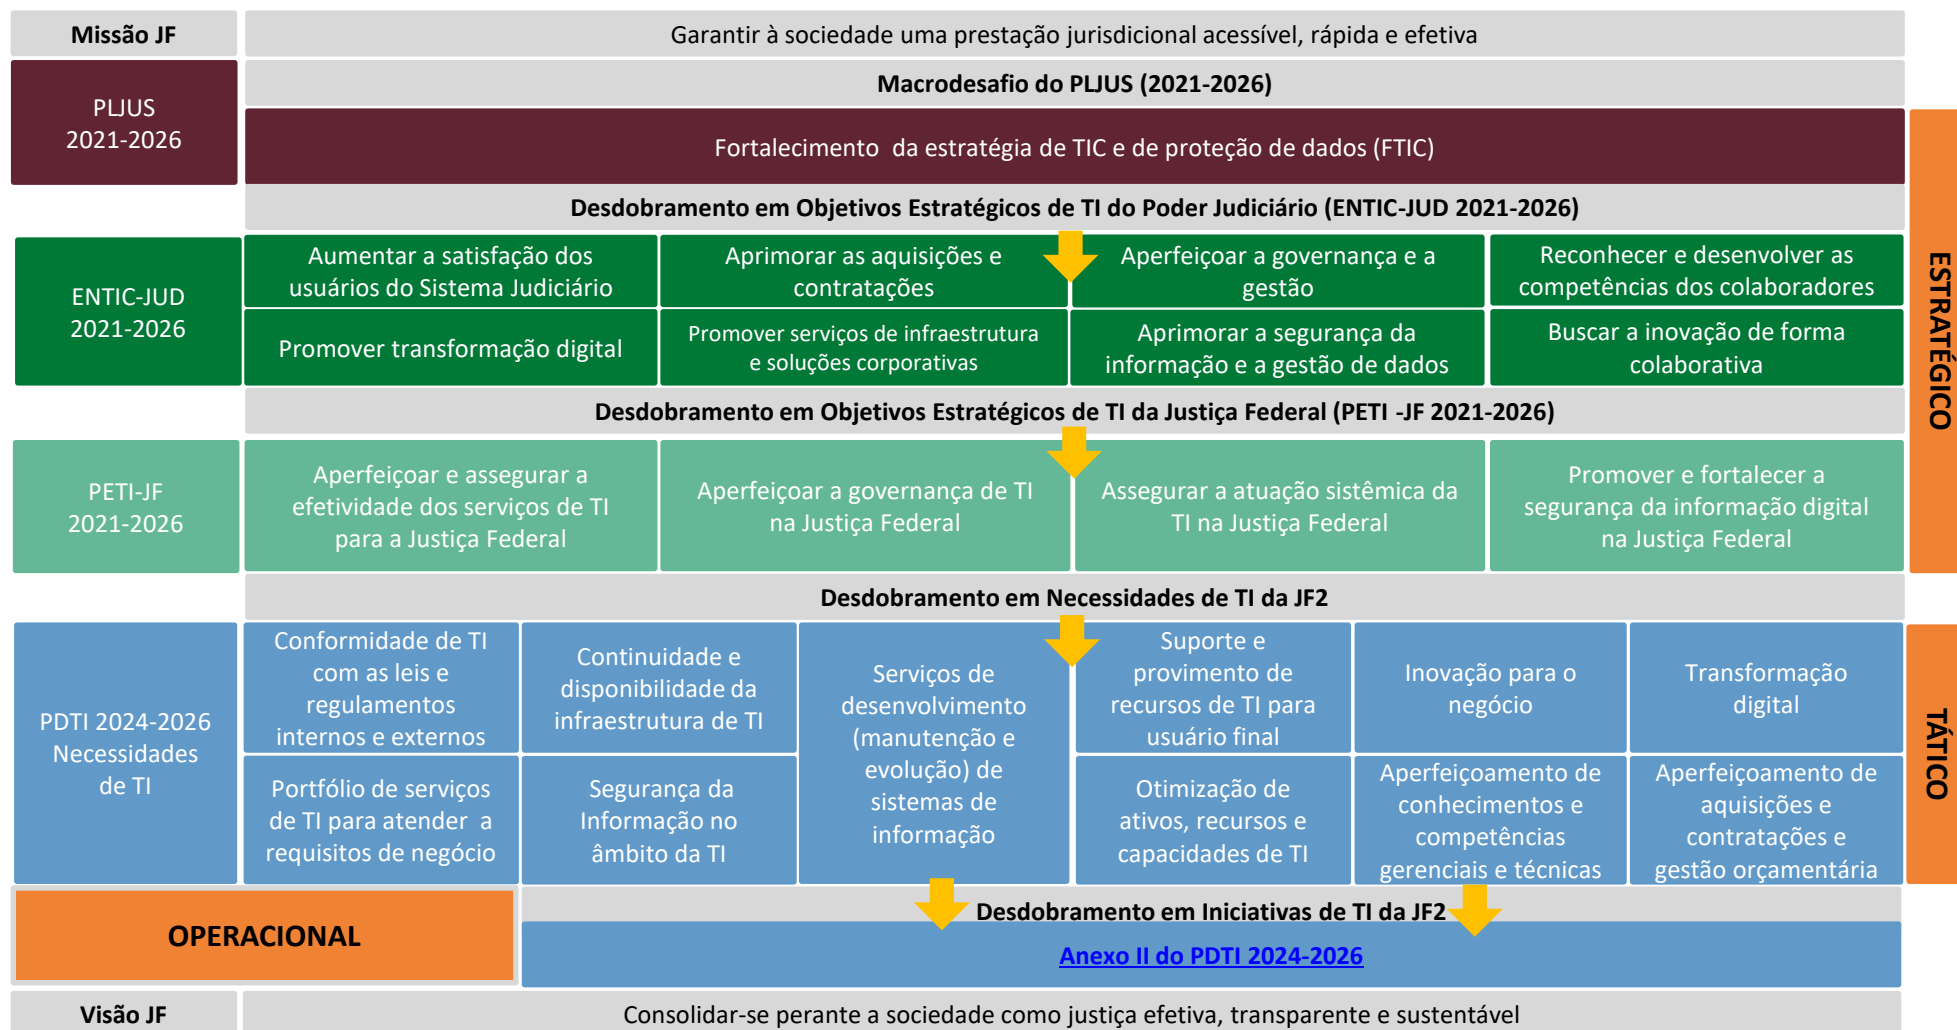 Missão JF
Garantir à sociedade uma prestação jurisdicional acessível, rápida e efetiva
PLJUS
2021-2026
Macrodesafio do PLJUS (2021-2026)
Fortalecimento da estratégia de TIC e de proteção de dados (FTIC)
Desdobramento em Objetivos Estratégicos de TI do Poder Judiciário (ENTIC-JUD 2021-2026)
ENTIC-JUD
2021-2026
Aumentar a satisfação dos
usuários do Sistema Judiciário
Aprimorar as aquisições e
contratações
Aperfeiçoar a governança e a
gestão
Reconhecer e desenvolver as
competências dos colaboradores
Promover transformação digital
Promover serviços de infraestrutura
e soluções corporativas
Aprimorar a segurança da
informação e a gestão de dados
Buscar a inovação de forma
colaborativa
Desdobramento em Objetivos Estratégicos de TI da Justiça Federal (PETI -JF 2021-2026)
PETI-JF
2021-2026
Aperfeiçoar e assegurar a
efetividade dos serviços de TI
para a Justiça Federal
Aperfeiçoar a governança de TI
na Justiça Federal
Assegurar a atuação sistêmica da
TI na Justiça Federal
Promover e fortalecer a
segurança da informação digital
na Justiça Federal
ESTRATÉGICO
Desdobramento em Necessidades de TI da JF2
PDTI 2024-2026
Necessidades
de TI
Conformidade de TI
com as leis e
regulamentos
internos e externos
Continuidade e
disponibilidade da
infraestrutura de TI
Serviços de
desenvolvimento
(manutenção e
evolução) de
sistemas de
informação
Suporte e
provimento de
recursos de TI para
usuário final
Inovação para o
negócio
Transformação
digital
Portfólio de serviços
de TI para atender a
requisitos de negócio
Segurança da
Informação no
âmbito da TI
Otimização de
ativos, recursos e
capacidades de TI
Aperfeiçoamento de
conhecimentos e
competências
gerenciais e técnicas
Aperfeiçoamento de
aquisições e
contratações e
gestão orçamentária
TÁTICO
OPERACIONAL
Desdobramento em Iniciativas de TI da JF2
Anexo II do PDTI 2024-2026
Visão JF
Consolidar-se perante a sociedade como justiça efetiva, transparente e sustentável